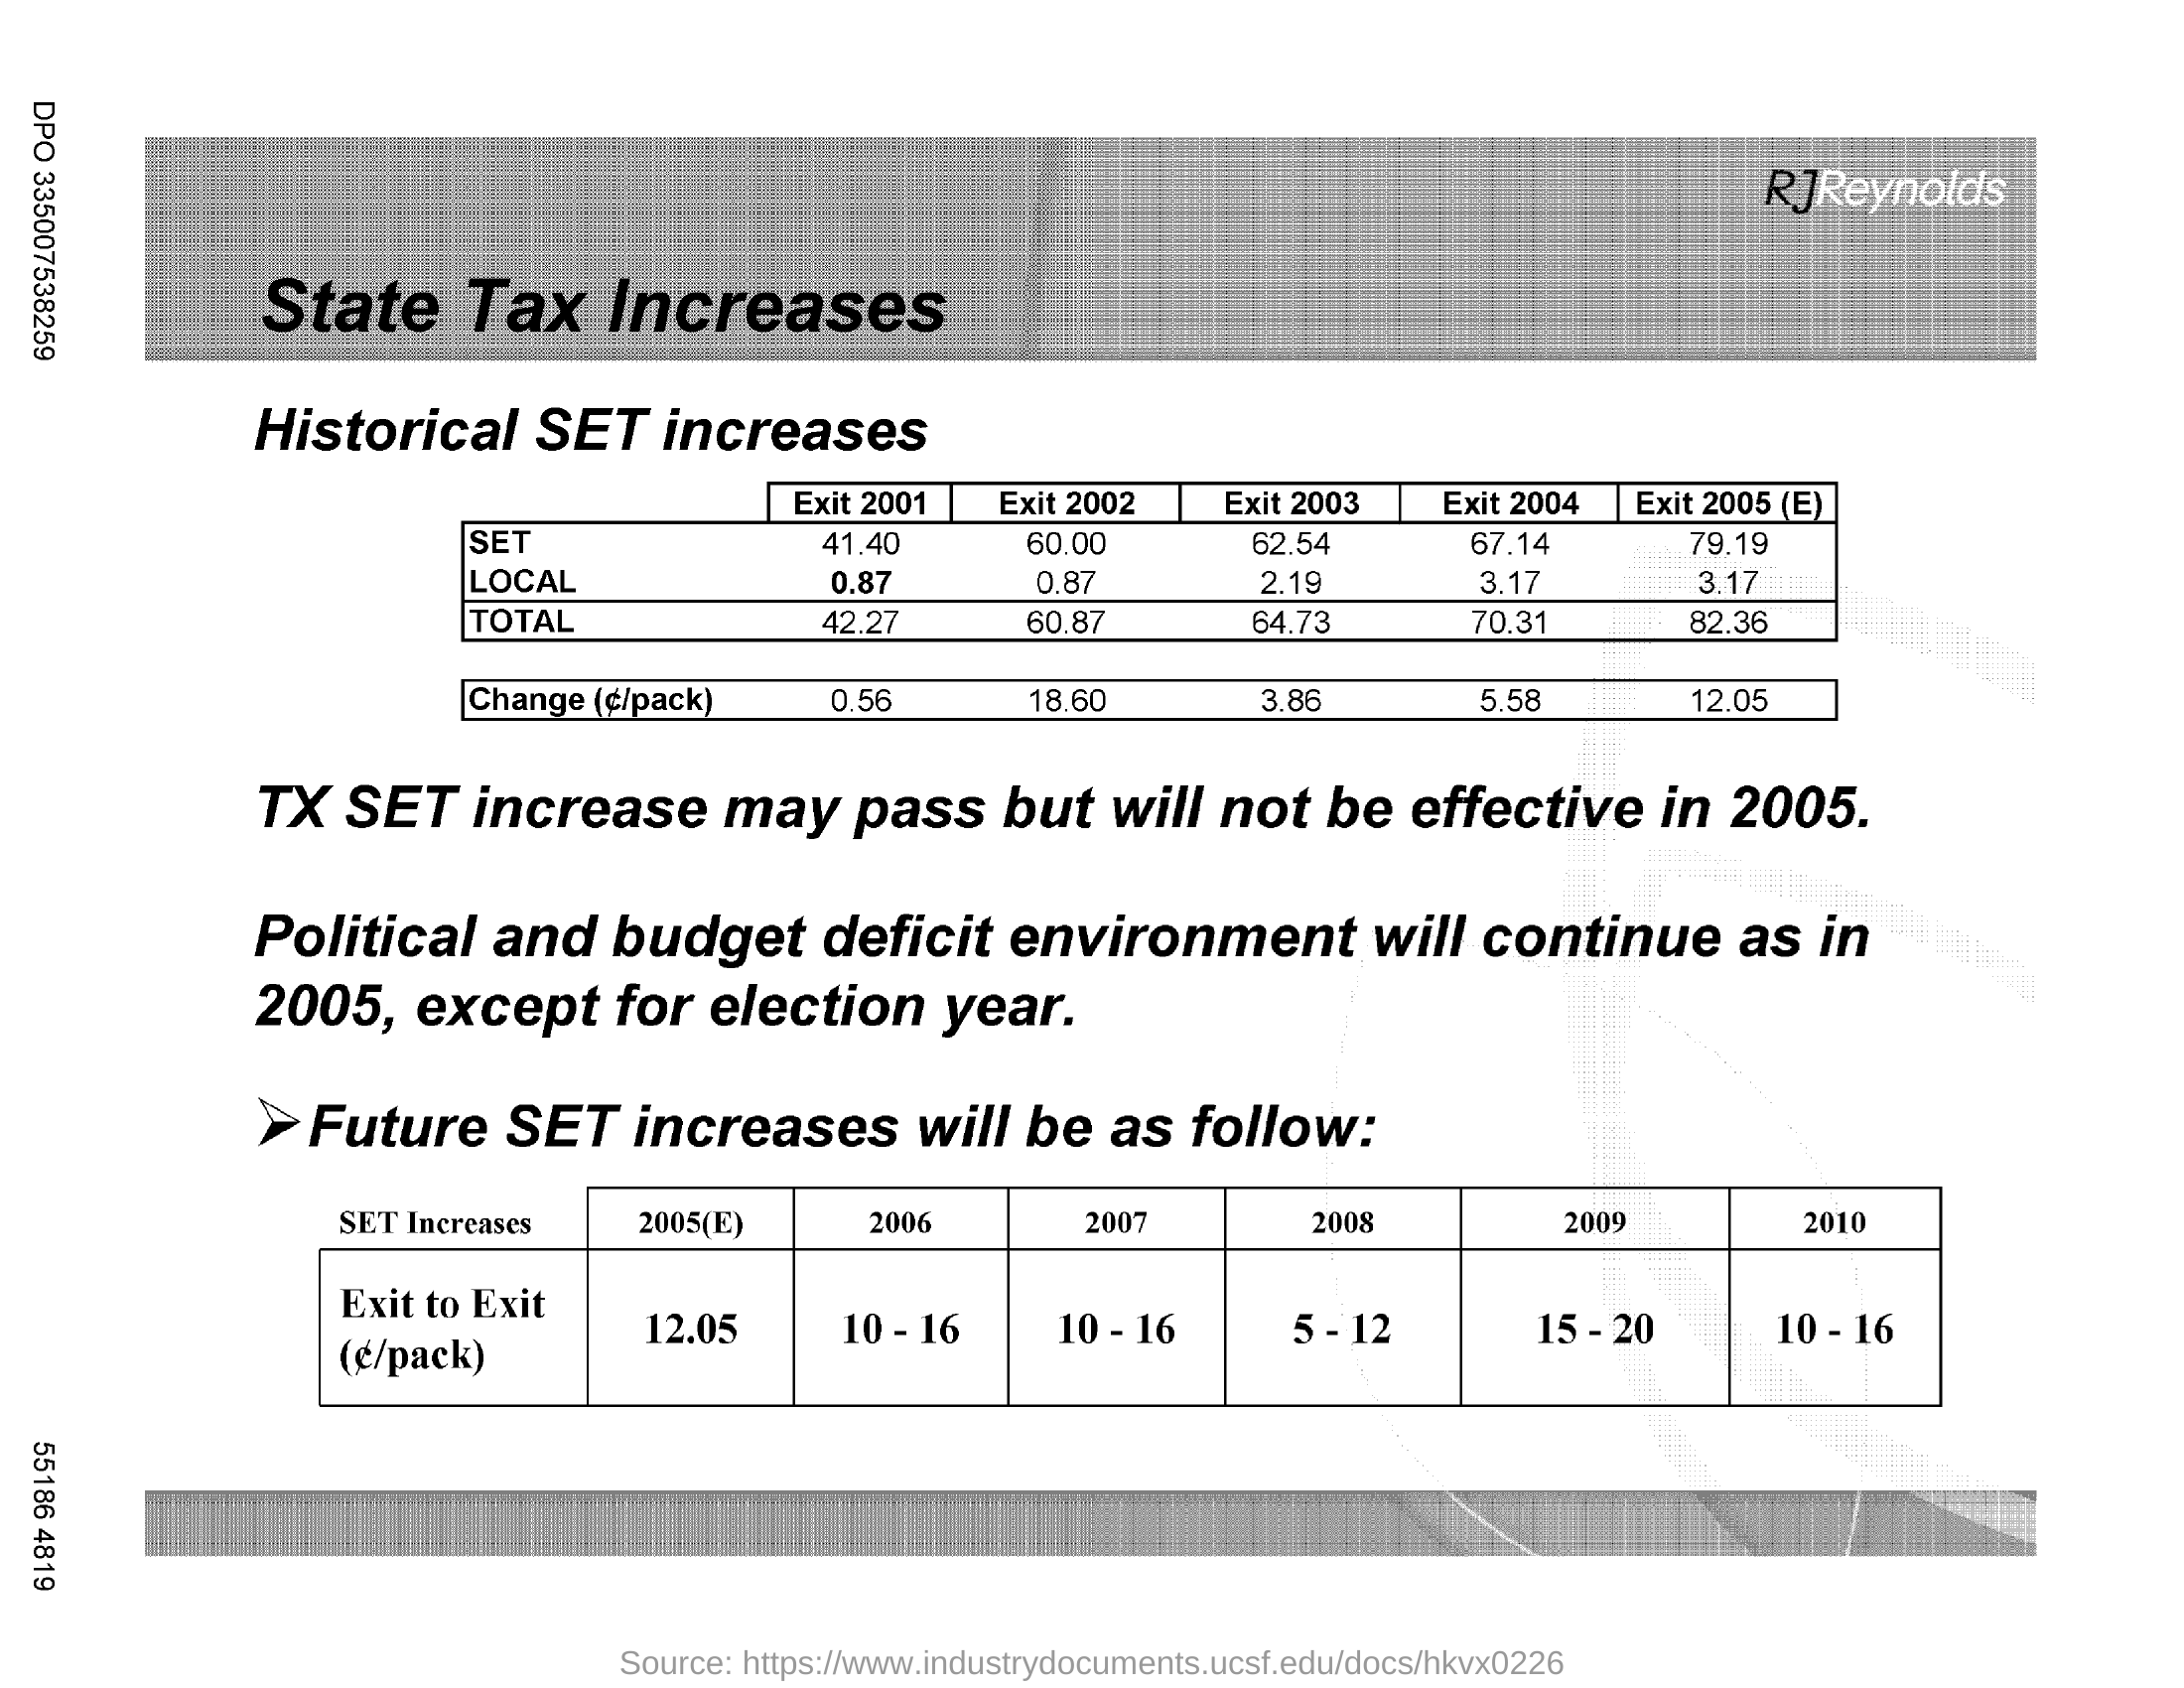 RJReynolds
State Tax Increases
Historical SET increases
Exit 2001 Exit 2002 Exit 2003 Exit 2004 Exit 2005 (E)
SET 41.40 60.00 62.54 67.14 79.19
LOCAL 0.87 0.87 2.19 3.17 3.17
TOTAL 42.27 60.87 64.73 70.31 82.36
Change (¢/pack) 0.56 18.60 3.86 5.58 12.05
TX SET increase may pass but will not be effective in 2005.
Political and budget deficit environment will continue as in
2005, except for election year.
➢Future SET increases will be as follow:
SET Increases 2005(E) 2006 2007 2008 2009 2010
Exit to Exit
(¢/pack) 12.05 10 - 16 10 - 16 5 - 12 15 - 20 10 - 16
DPO 335007538259
55186 4819
Source: https://www.industrydocuments.ucsf.edu/docs/hkvx0226